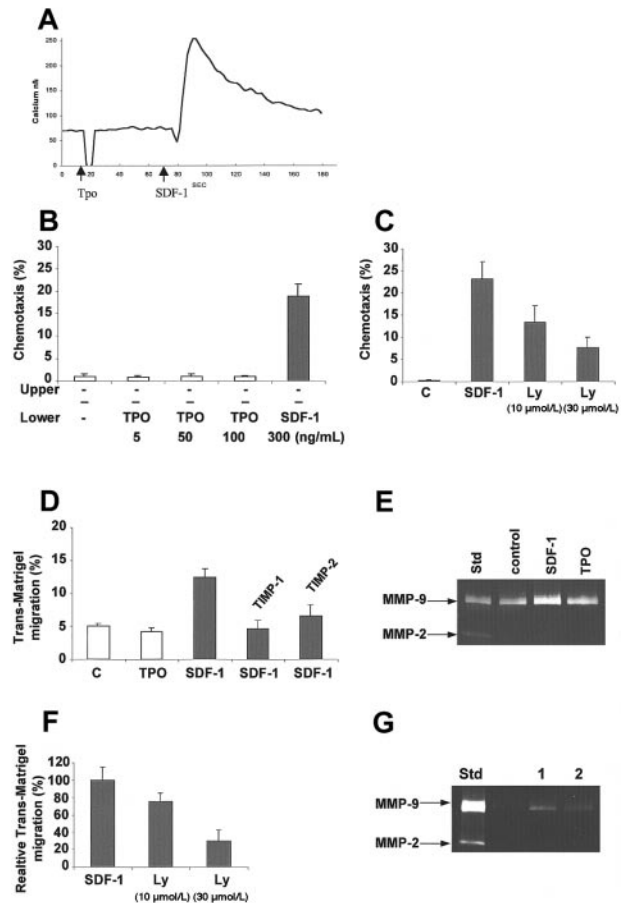 A
Calcium nM
250
200
150
100
50
0
0 20 40 60 80 100 120 140 160 180
SEC
Tpo SDF-1
B
Chemotaxis (%)
30
25
20
15
10
5
0
Upper - - - - -
Lower - TPO TPO TPO SDF-1
5 50 100 300 (ng/mL)
C
Chemotaxis (%)
30
25
20
15
10
5
0
C SDF-1 Ly Ly
(10 µmol/L) (30 µmol/L)
D
Trans-Matrigel
migration (%)
20
15
10
5
0
TIMP-1
TIMP-2
C TPO SDF-1 SDF-1 SDF-1
E
Std
control
SDF-1
TPO
MMP-9
MMP-2
F
Realtive Trans-Matrigel
migration (%)
120
100
80
60
40
20
0
SDF-1 Ly Ly
(10 µmol/L) (30 µmol/L)
G
Std 1 2
MMP-9
MMP-2